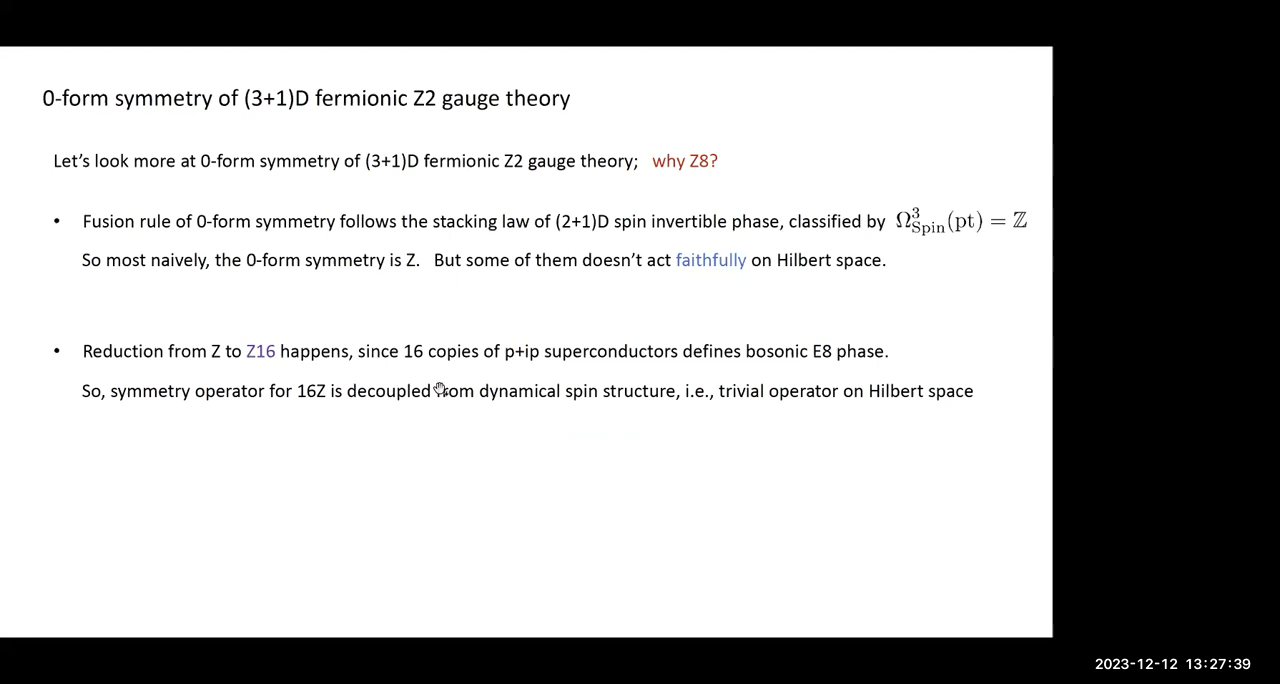 0-form symmetry of (3+1)D fermionic Z2 gauge theory
Let's look more at 0-form symmetry of (3+1)D fermionic Z2 gauge theory; why Z8?
• Fusion rule of 0-form symmetry follows the stacking law of (2+1)D spin invertible phase, classified by Ω³_Spin(pt) = ℤ
So most naively, the 0-form symmetry is Z. But some of them doesn't act faithfully on Hilbert space.
• Reduction from Z to Z16 happens, since 16 copies of p+ip superconductors defines bosonic E8 phase.
So, symmetry operator for 16Z is decoupled from dynamical spin structure, i.e., trivial operator on Hilbert space
2023-12-12 13:27:39